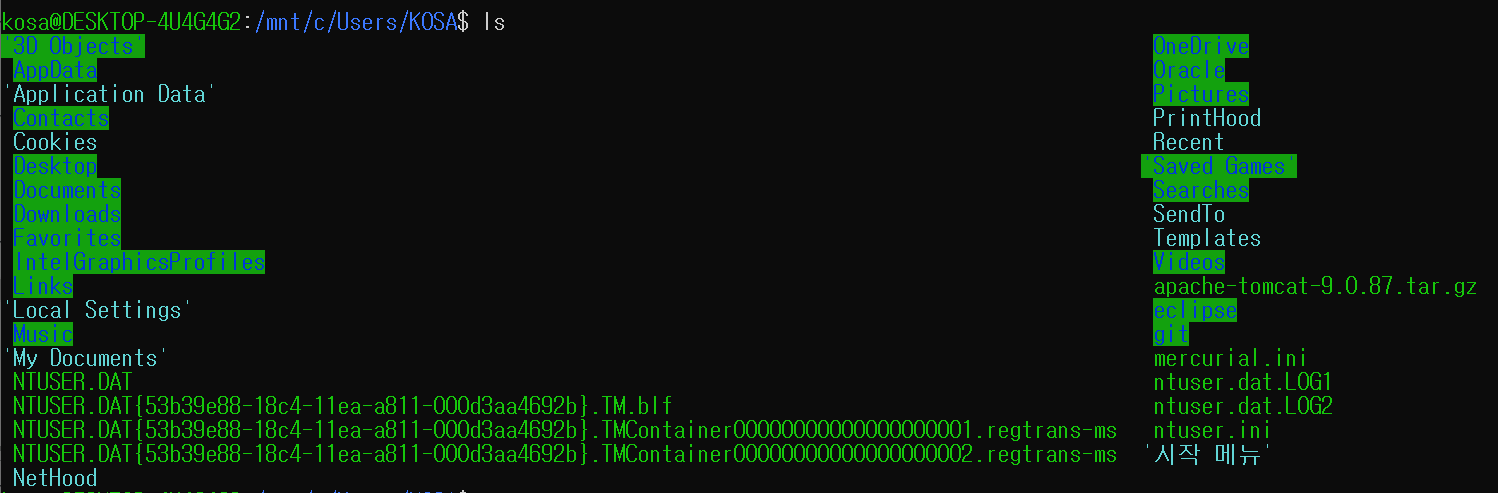 kosa@DESKTOP-4U4G4G2:/mnt/c/Users/KOSA$ ls
'3D Objects' OneDrive
AppData Oracle
'Application Data' Pictures
Contacts PrintHood
Cookies Recent
Desktop 'Saved Games'
Documents Searches
Downloads SendTo
Favorites Templates
IntelGraphicsProfiles Videos
Links apache-tomcat-9.0.87.tar.gz
'Local Settings' eclipse
Music git
'My Documents' mercurial.ini
NTUSER.DAT ntuser.dat.LOG1
NTUSER.DAT{53b39e88-18c4-11ea-a811-000d3aa4692b}.TM.blf ntuser.dat.LOG2
NTUSER.DAT{53b39e88-18c4-11ea-a811-000d3aa4692b}.TMContainer00000000000000000001.regtrans-ms ntuser.ini
NTUSER.DAT{53b39e88-18c4-11ea-a811-000d3aa4692b}.TMContainer00000000000000000002.regtrans-ms '시작 메뉴'
NetHood